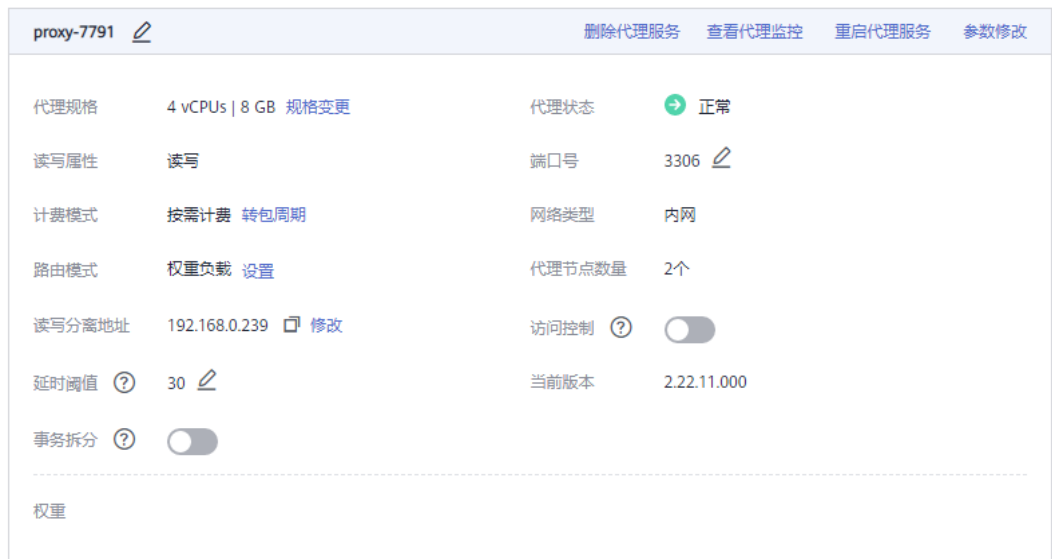 proxy-7791 删除代理服务 查看代理监控 重启代理服务 参数修改
代理规格 4 vCPUs | 8 GB 规格变更 代理状态 正常
读写属性 读写 端口号 3306
计费模式 按需计费 转包周期 网络类型 内网
路由模式 权重负载 设置 代理节点数量 2个
读写分离地址 192.168.0.239 修改 访问控制 ?
延时阈值 ? 30 当前版本 2.22.11.000
事务拆分 ?
权重